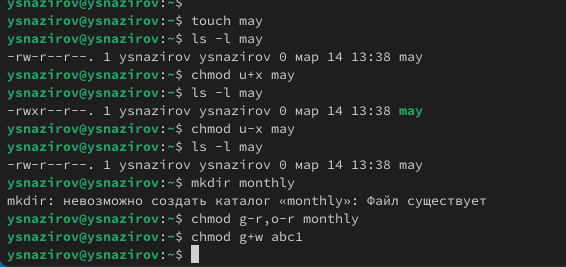 ysnazirov@ysnazirov:~$
ysnazirov@ysnazirov:~$ touch may
ysnazirov@ysnazirov:~$ ls -l may
-rw-r--r--. 1 ysnazirov ysnazirov 0 мар 14 13:38 may
ysnazirov@ysnazirov:~$ chmod u+x may
ysnazirov@ysnazirov:~$ ls -l may
-rwxr--r--. 1 ysnazirov ysnazirov 0 мар 14 13:38 may
ysnazirov@ysnazirov:~$ chmod u-x may
ysnazirov@ysnazirov:~$ ls -l may
-rw-r--r--. 1 ysnazirov ysnazirov 0 мар 14 13:38 may
ysnazirov@ysnazirov:~$ mkdir monthly
mkdir: невозможно создать каталог «monthly»: Файл существует
ysnazirov@ysnazirov:~$ chmod g-r,o-r monthly
ysnazirov@ysnazirov:~$ chmod g+w abc1
ysnazirov@ysnazirov:~$